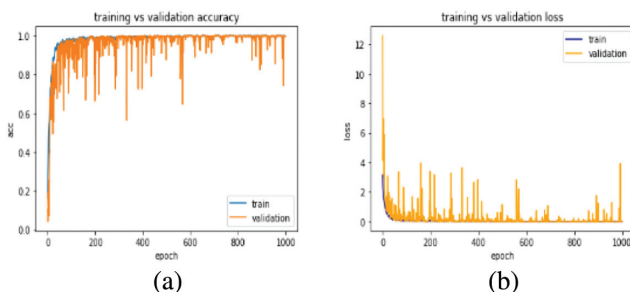 training vs validation accuracy
1.0
0.8
0.6
0.4
0.2
0.0
acc
train
validation
0 200 400 600 800 1000
epoch
(a)
training vs validation loss
12
10
8
6
4
2
0
loss
train
validation
0 200 400 600 800 1000
epoch
(b)